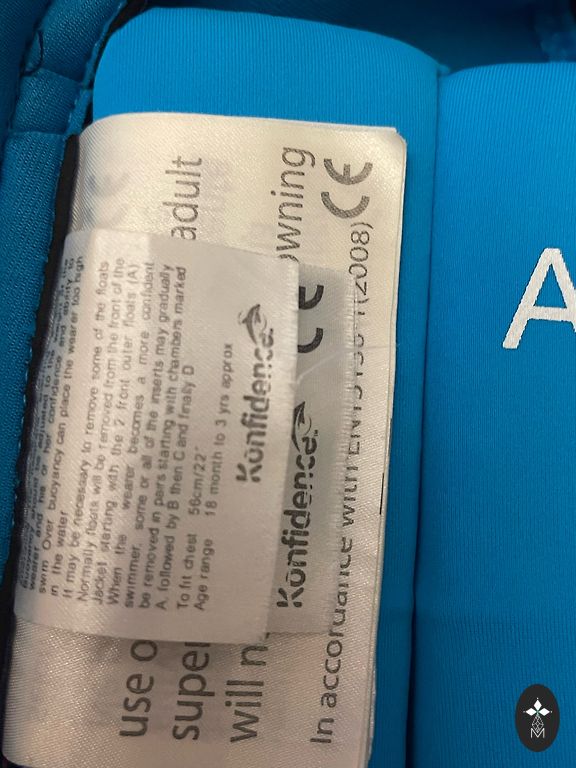 swim Over buoyancy can place the wearer too high
in the water
It may be necessary to remove some of the floats
Normally floats will be removed from the front of the
Jacket starting with the 2 front outer floats (A)
When the wearer becomes a more confident
swimmer, some or all of the inserts may gradually
be removed in pairs starting with chambers marked
A, followed by B then C and finally D
To fit chest 56cm/22"
Age range 18 month to 3 yrs approx
Konfidence
Konfidence
CE
adult
use
will
In accordance with (2008) CE
A
M